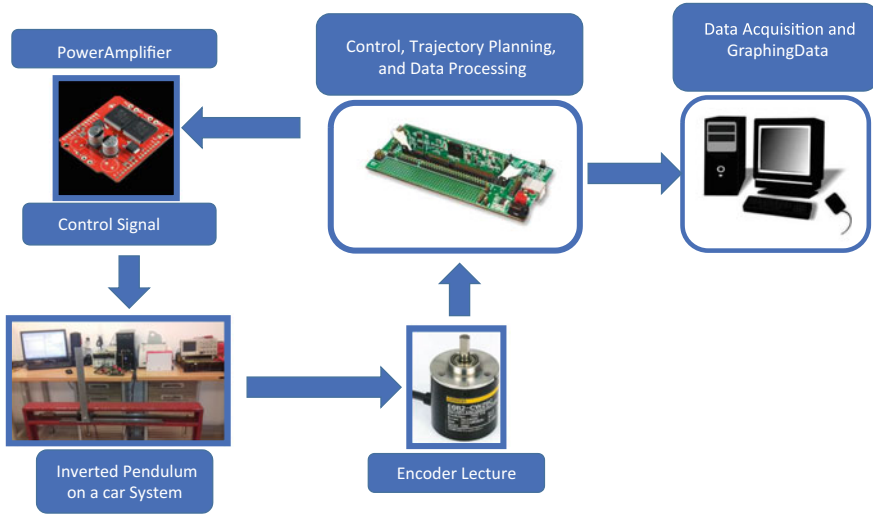 PowerAmplifier
Control, Trajectory Planning,
and Data Processing
Data Acquisition and
GraphingData
Control Signal
Inverted Pendulum
on a car System
Encoder Lecture